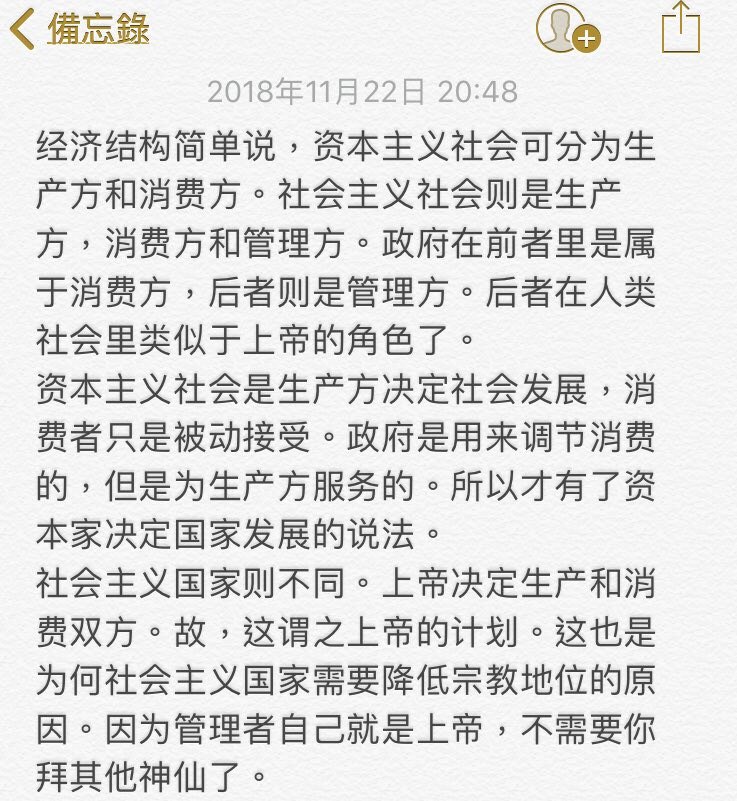 備忘錄
2018年11月22日 20:48
经济结构简单说，资本主义社会可分为生
产方和消费方。社会主义社会则是生产
方，消费方和管理方。政府在前者里是属
于消费方，后者则是管理方。后者在人类
社会里类似于上帝的角色了。
资本主义社会是生产方决定社会发展，消
费者只是被动接受。政府是用来调节消费
的，但是为生产方服务的。所以才有了资
本家决定国家发展的说法。
社会主义国家则不同。上帝决定生产和消
费双方。故，这谓之上帝的计划。这也是
为何社会主义国家需要降低宗教地位的原
因。因为管理者自己就是上帝，不需要你
拜其他神仙了。